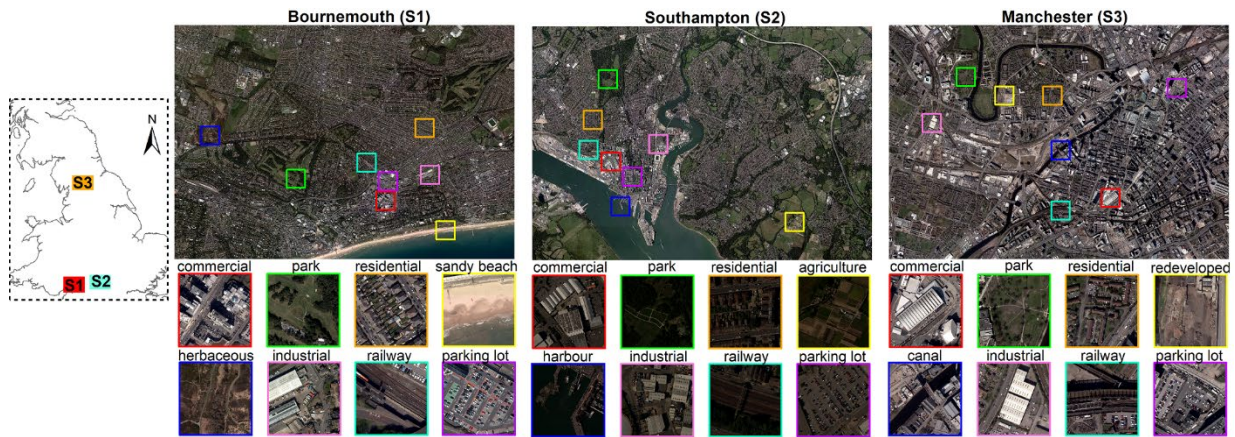 Bournemouth (S1)
Southampton (S2)
Manchester (S3)
N
S3
S1
S2
commercial
park
residential
sandy beach
herbaceous
industrial
railway
parking lot
commercial
park
residential
agriculture
harbour
industrial
railway
parking lot
commercial
park
residential
redeveloped
canal
industrial
railway
parking lot